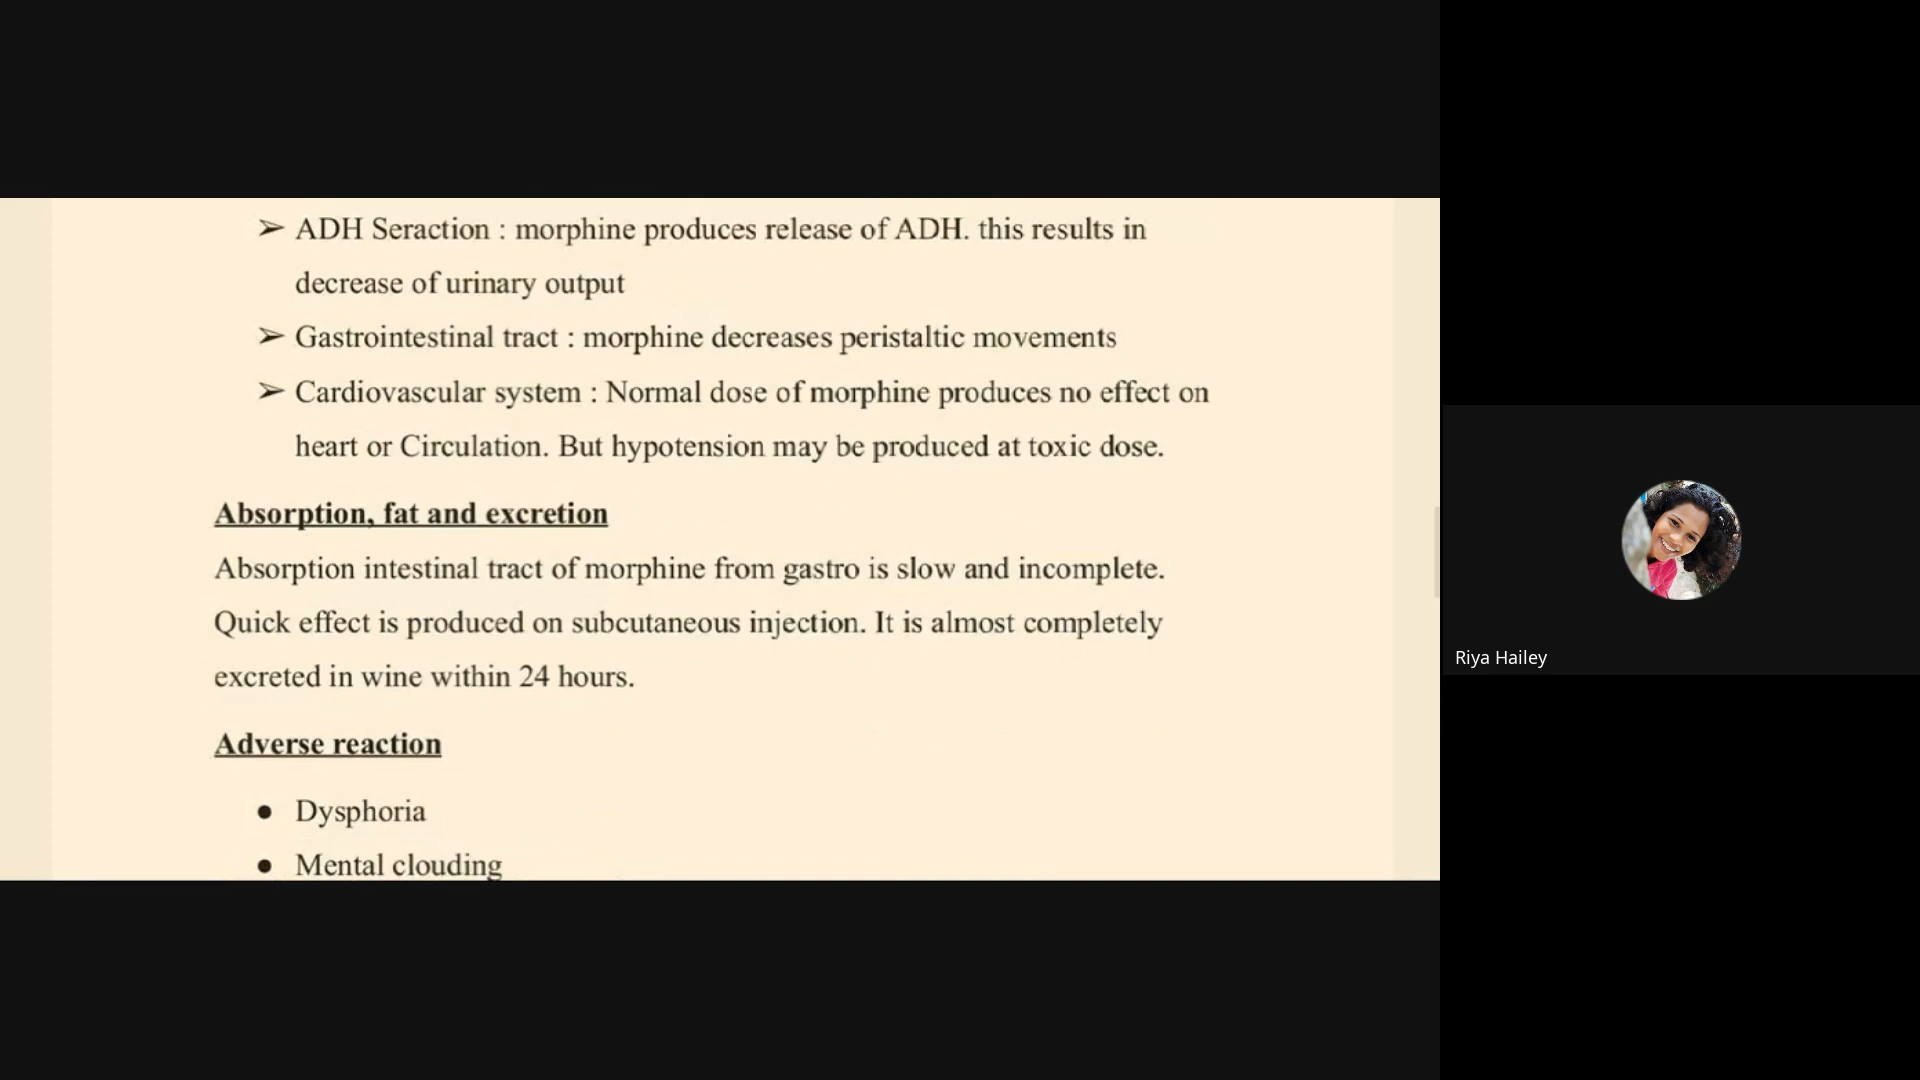 ➢ ADH Seraction : morphine produces release of ADH. this results in
decrease of urinary output
➢ Gastrointestinal tract : morphine decreases peristaltic movements
➢ Cardiovascular system : Normal dose of morphine produces no effect on
heart or Circulation. But hypotension may be produced at toxic dose.
Absorption, fat and excretion
Absorption intestinal tract of morphine from gastro is slow and incomplete.
Quick effect is produced on subcutaneous injection. It is almost completely
excreted in wine within 24 hours.
Adverse reaction
● Dysphoria
● Mental clouding
Riya Hailey